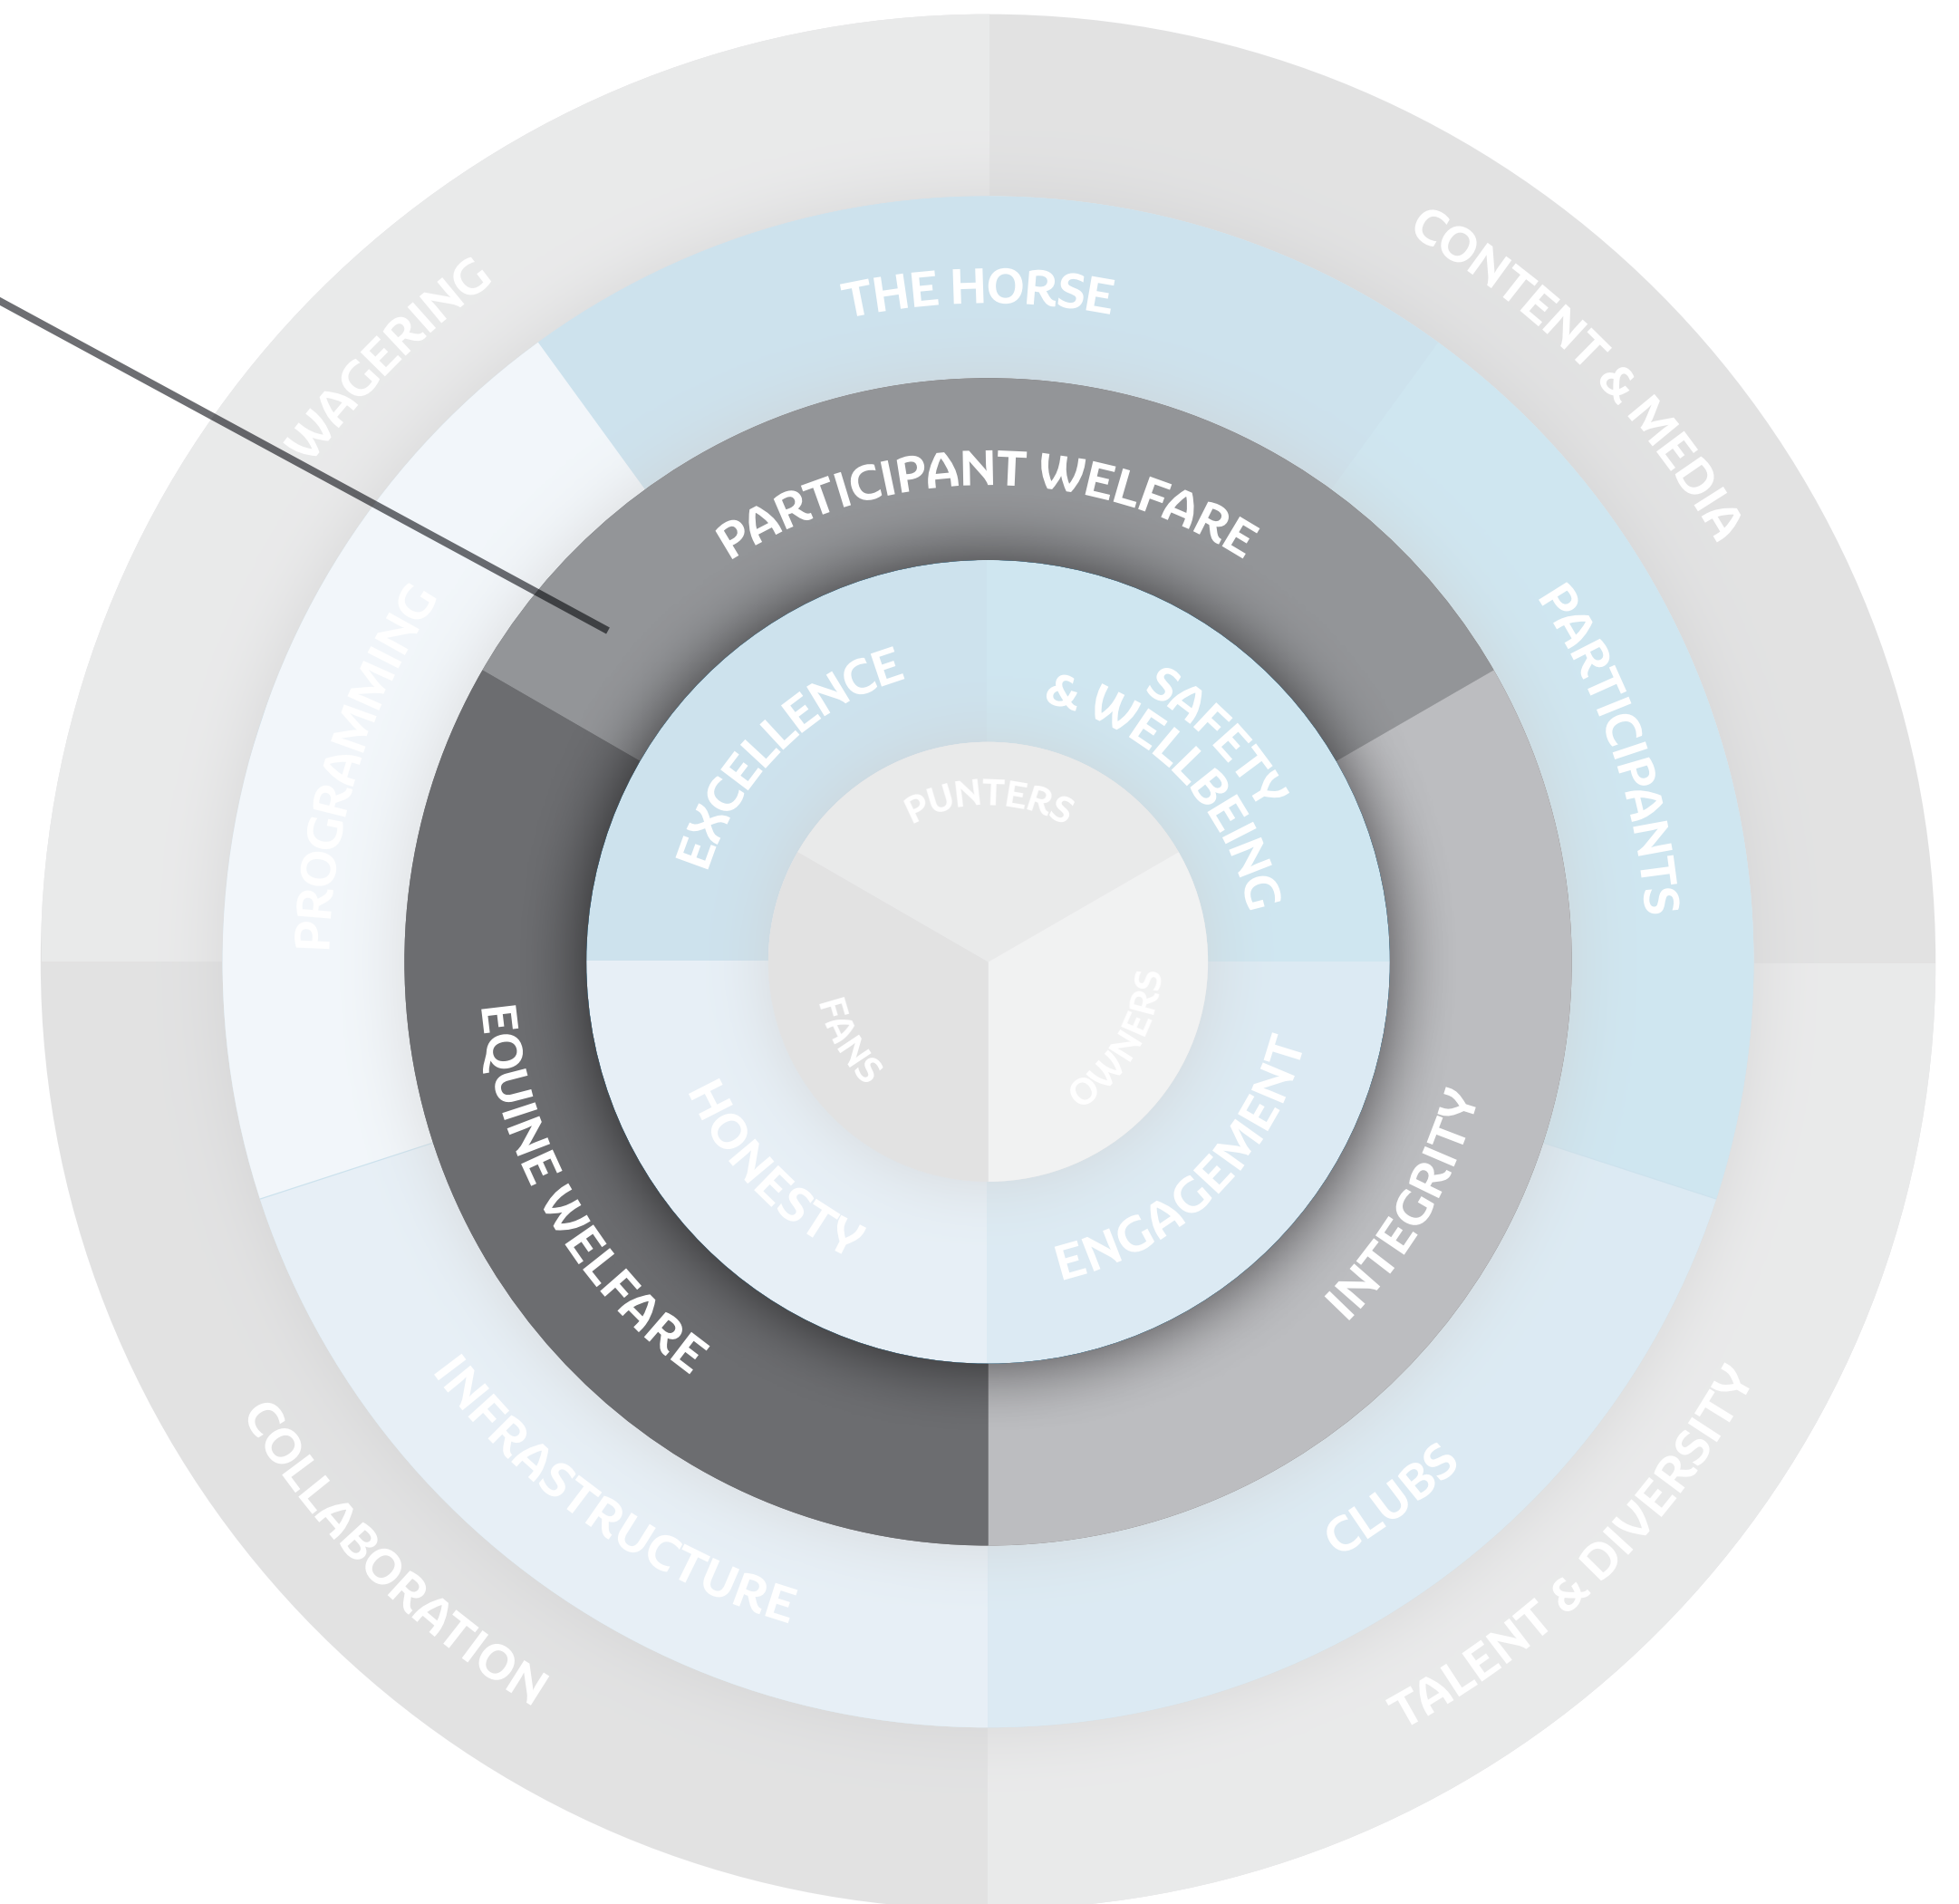 WAGERING
CONTENT & MEDIA
TALENT & DIVERSITY
COLLABORATION
THE HORSE
PARTICIPANTS
CLUBS
INFRASTRUCTURE
PROGRAMMING
PARTICIPANT WELFARE
INTEGRITY
EQUINE WELFARE
EXCELLENCE
SAFETY
& WELLBEING
ENGAGEMENT
HONESTY
PUNTERS
OWNERS
FANS